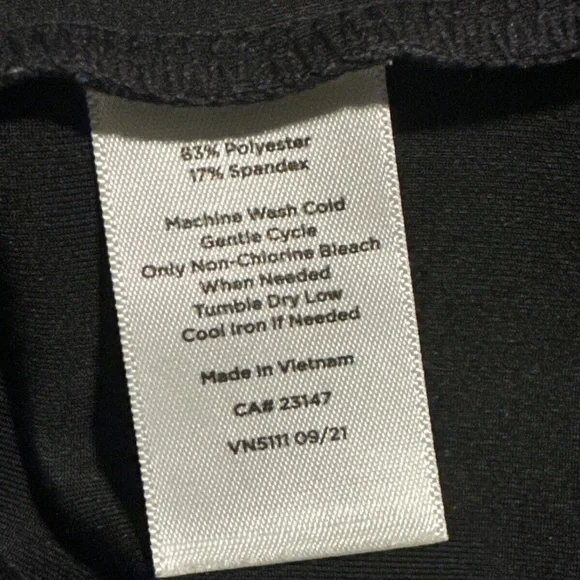 83% Polyester
17% Spandex
Machine Wash Cold
Gentle Cycle
Only Non-Chlorine Bleach
When Needed
Tumble Dry Low
Cool Iron If Needed
Made In Vietnam
CA# 23147
VN5111 09/21